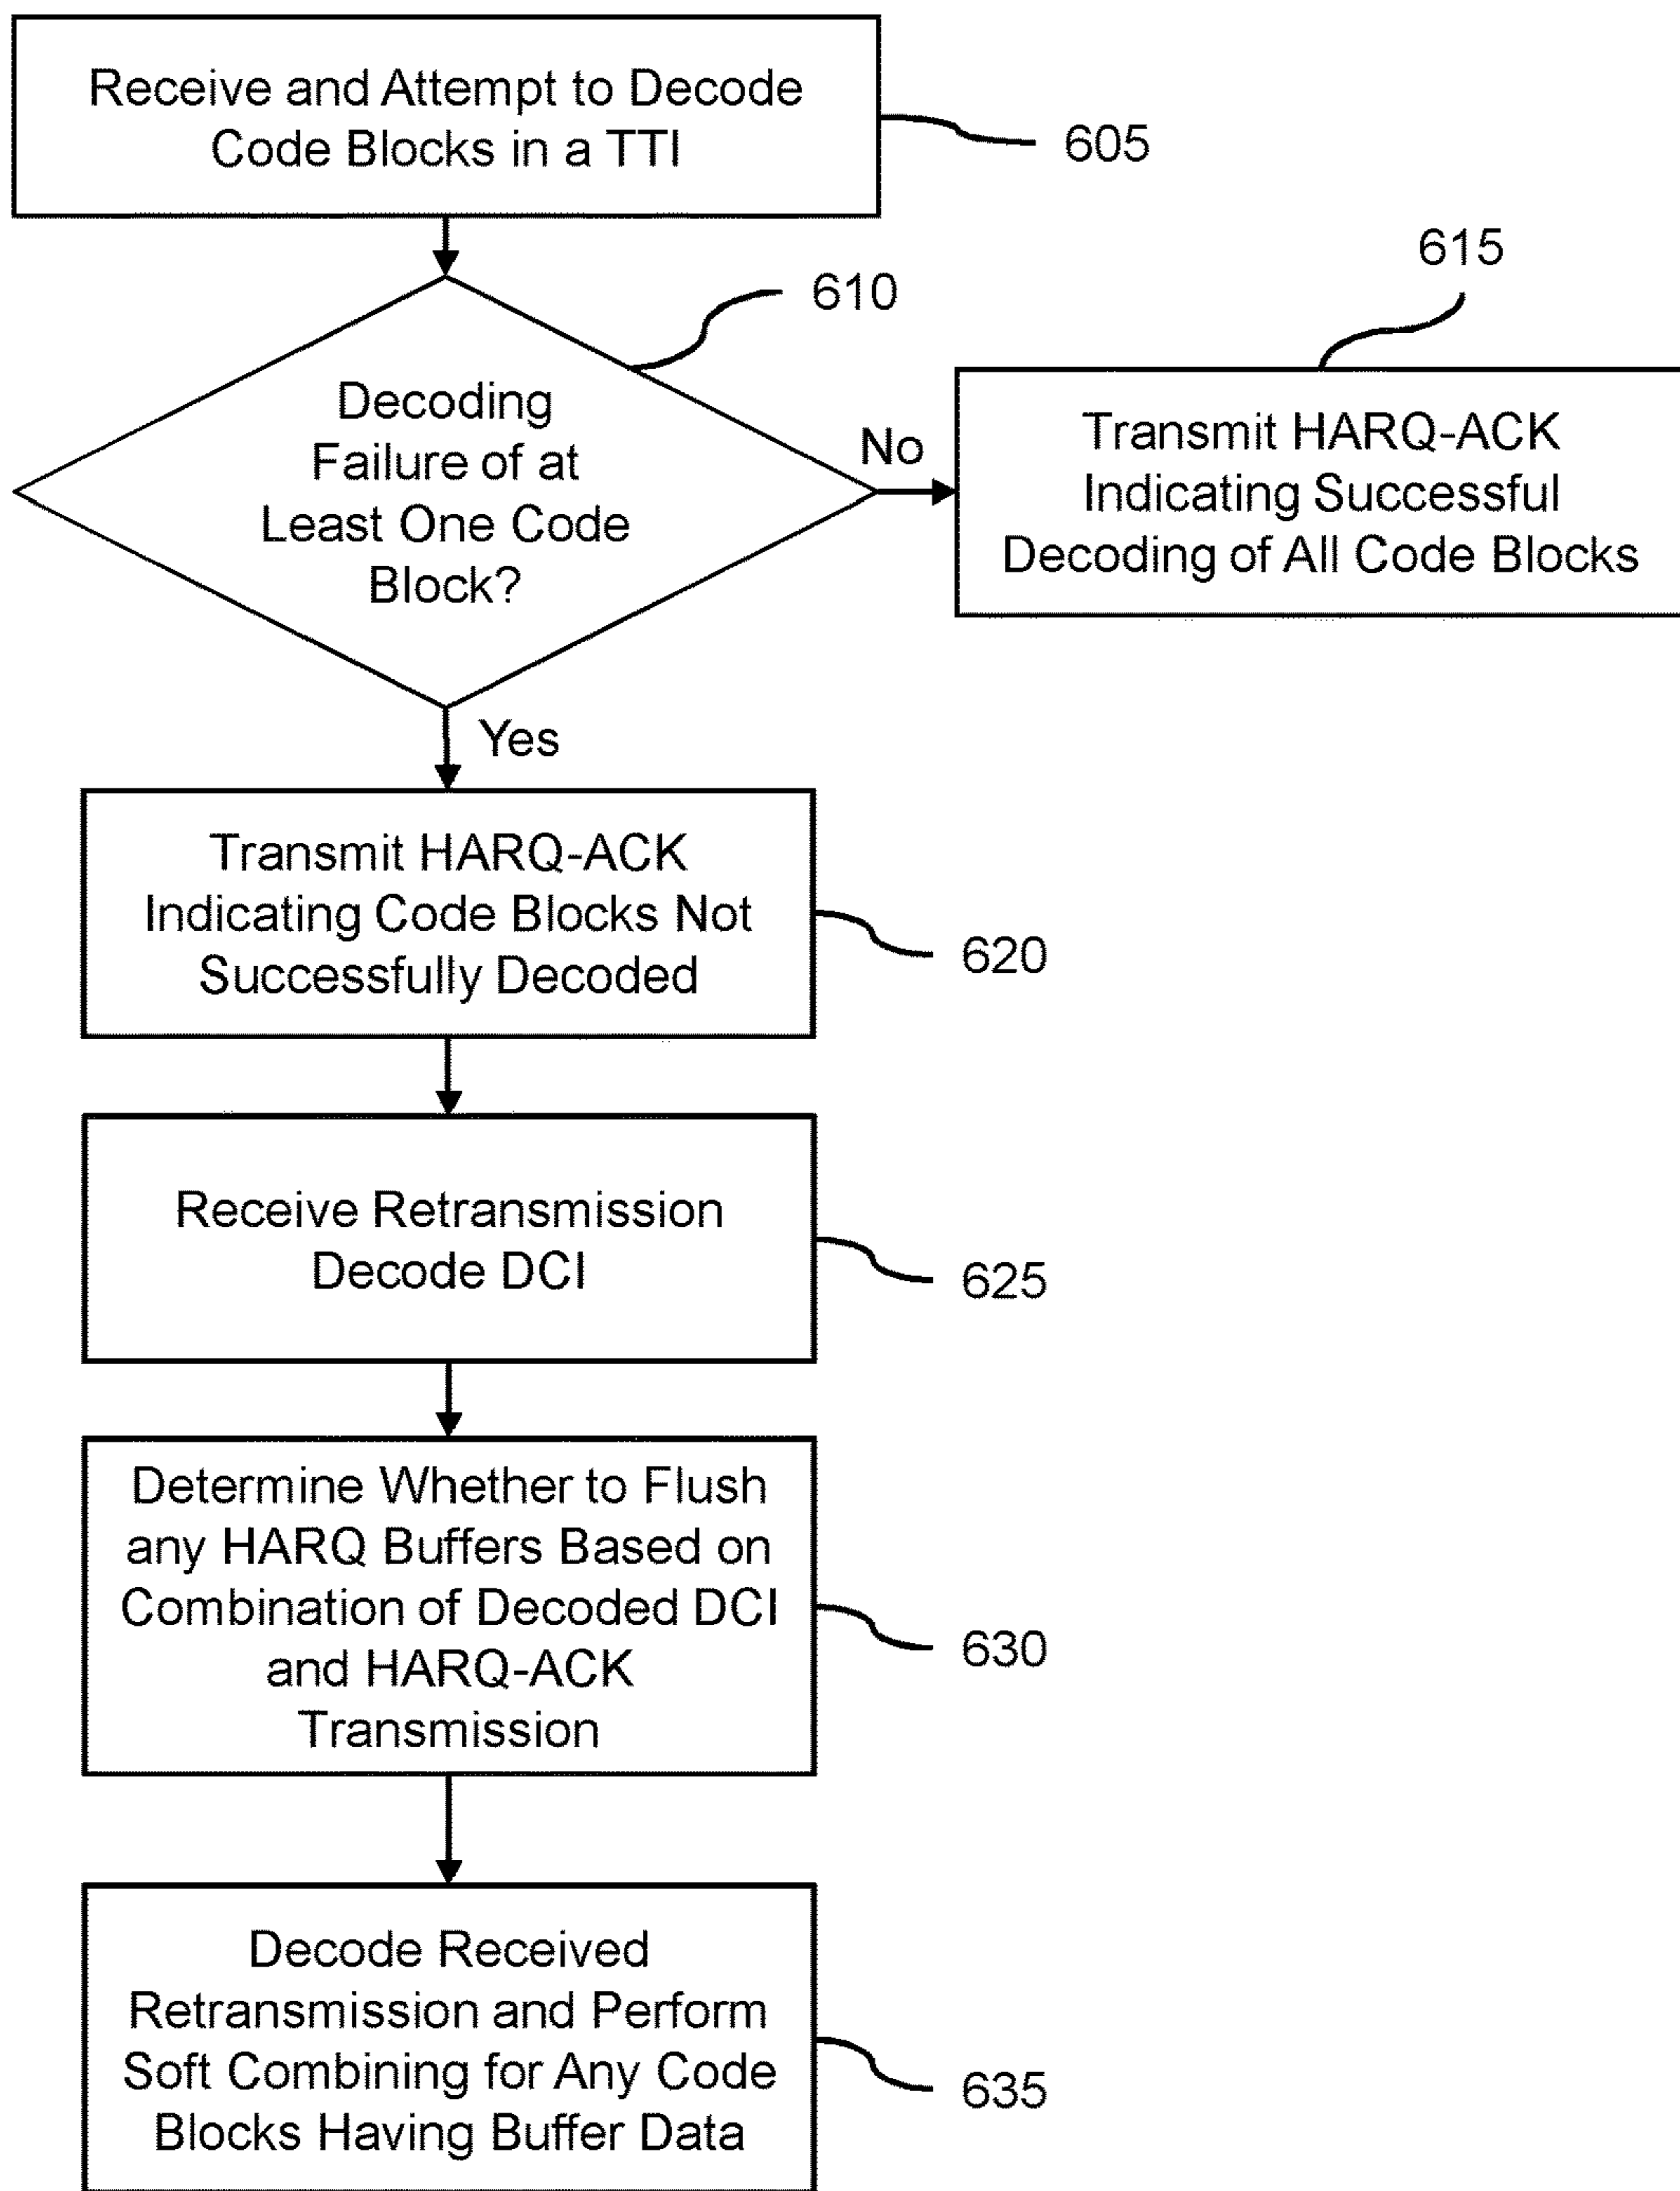 Receive and Attempt to Decode
Code Blocks in a TTI
605
610
615
Decoding
Failure of at
Least One Code
Block?
No
Transmit HARQ-ACK
Indicating Successful
Decoding of All Code Blocks
Yes
Transmit HARQ-ACK
Indicating Code Blocks Not
Successfully Decoded
620
Receive Retransmission
Decode DCI
625
Determine Whether to Flush
any HARQ Buffers Based on
Combination of Decoded DCI
and HARQ-ACK
Transmission
630
Decode Received
Retransmission and Perform
Soft Combining for Any Code
Blocks Having Buffer Data
635